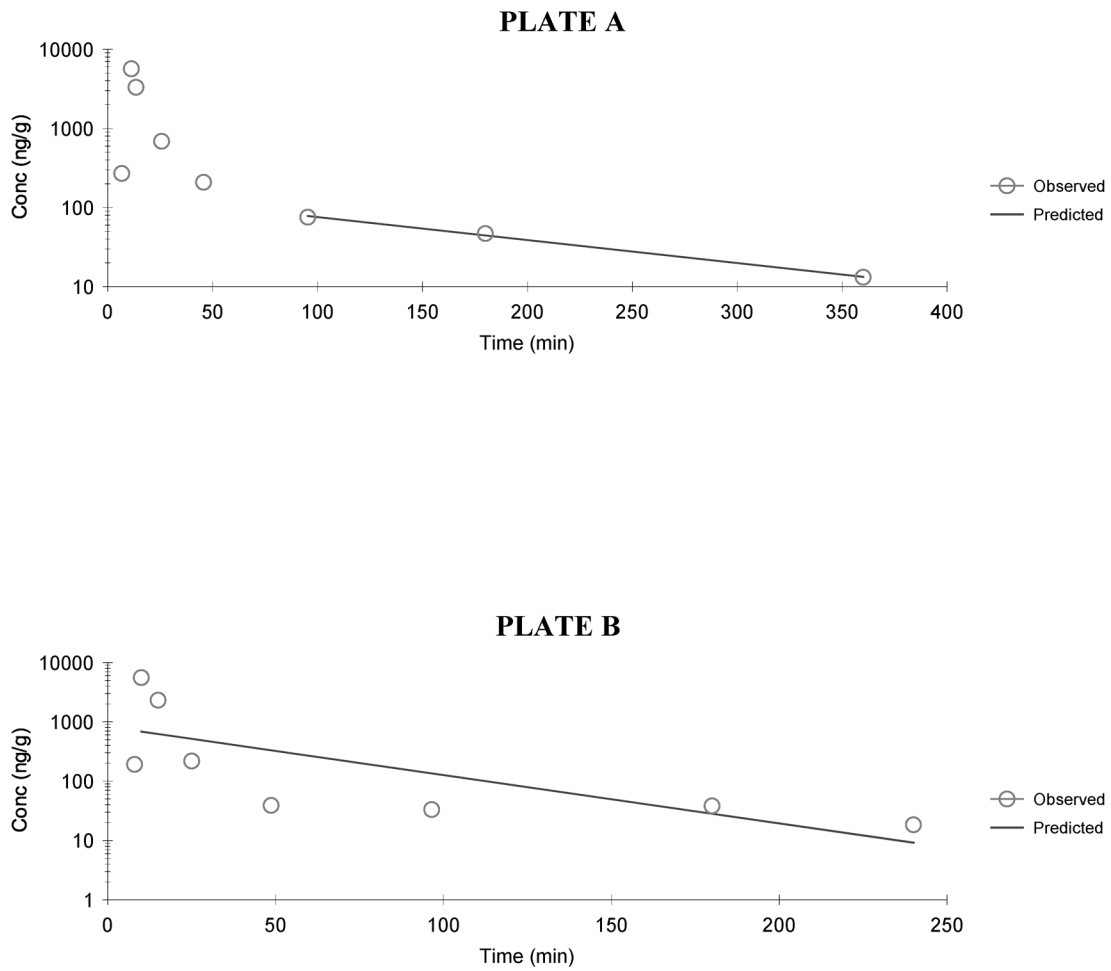 PLATE A
Conc (ng/g)
10000
1000
100
10
0 50 100 150 200 250 300 350 400
Time (min)
Observed
Predicted
PLATE B
Conc (ng/g)
10000
1000
100
10
1
0 50 100 150 200 250
Time (min)
Observed
Predicted